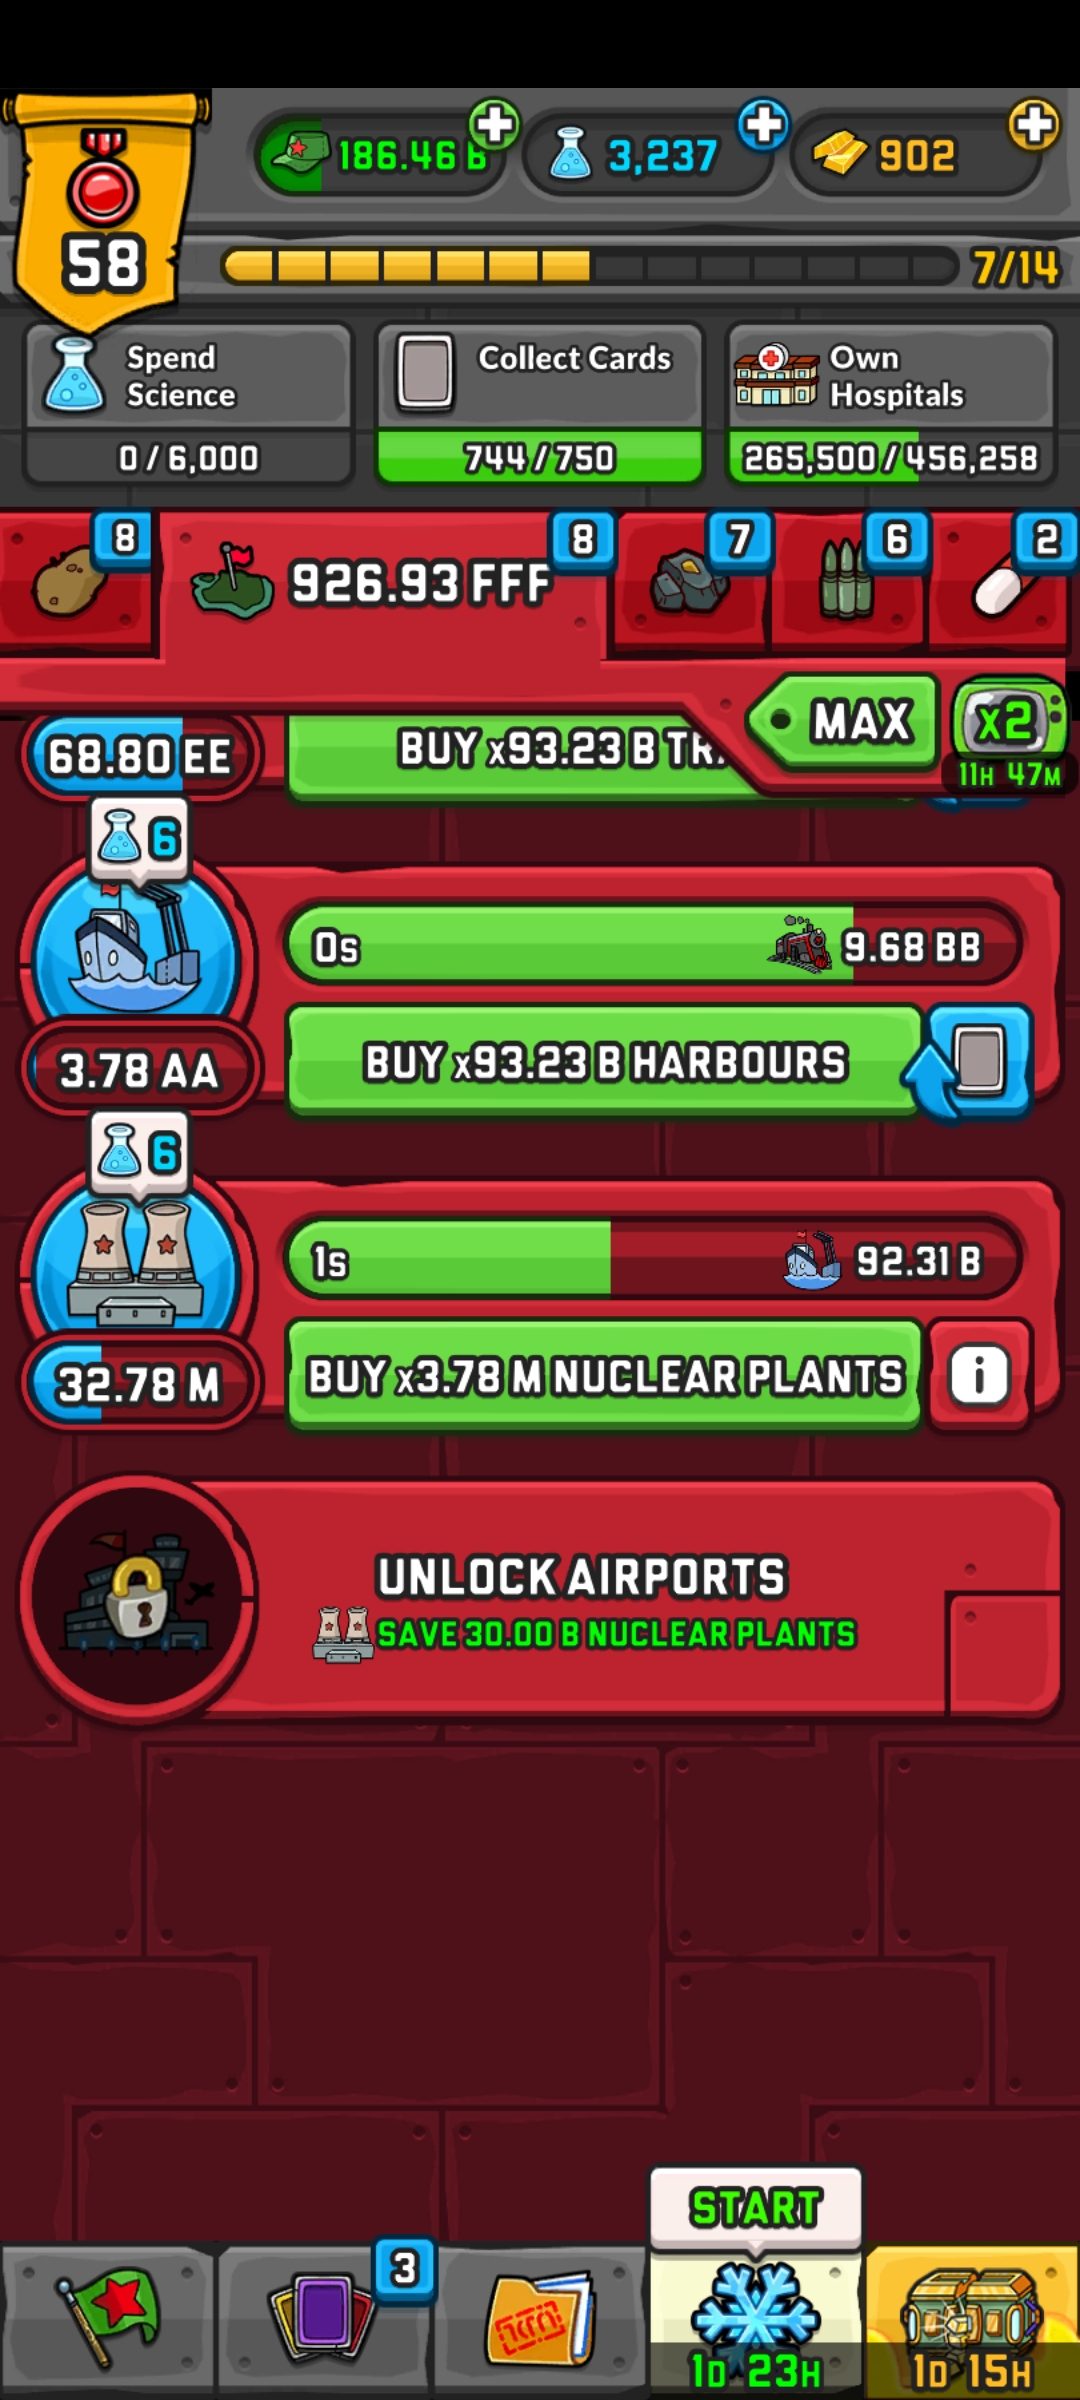 186.46 B
3,237
902
58
7/14
Spend
Science
0 / 6,000
Collect Cards
744 / 750
Own
Hospitals
265,500 / 456,258
8
926.93 FFF
8
7
6
2
MAX
x2
11H 47M
68.80 EE
BUY x93.23 B
6
0s
9.68 BB
3.78 AA
BUY x93.23 B HARBOURS
6
1s
92.31 B
32.78 M
BUY x3.78 M NUCLEAR PLANTS
i
UNLOCK AIRPORTS
SAVE 30.00 B NUCLEAR PLANTS
3
START
1D 23H
1D 15H